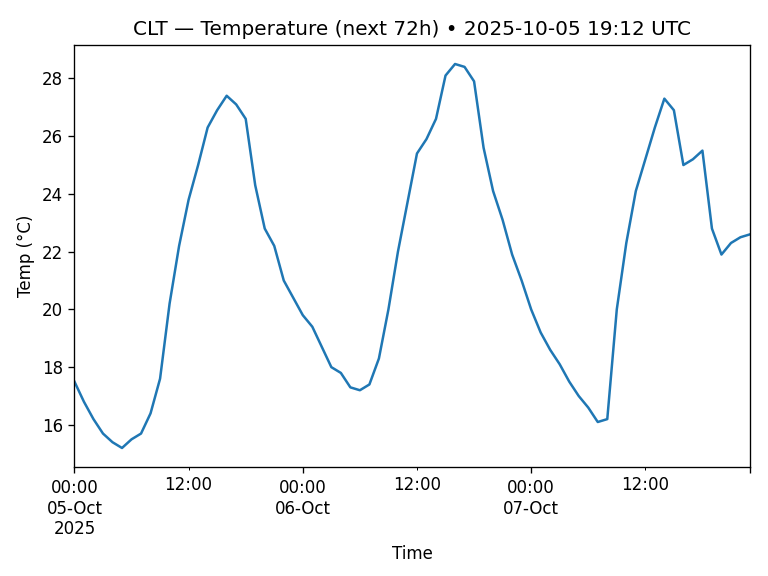 CLT — Temperature (next 72h) • 2025-10-05 19:12 UTC
Temp (°C)
28
26
24
22
20
18
16
00:00 12:00 00:00 12:00 00:00 12:00
05-Oct 06-Oct 07-Oct
2025
Time